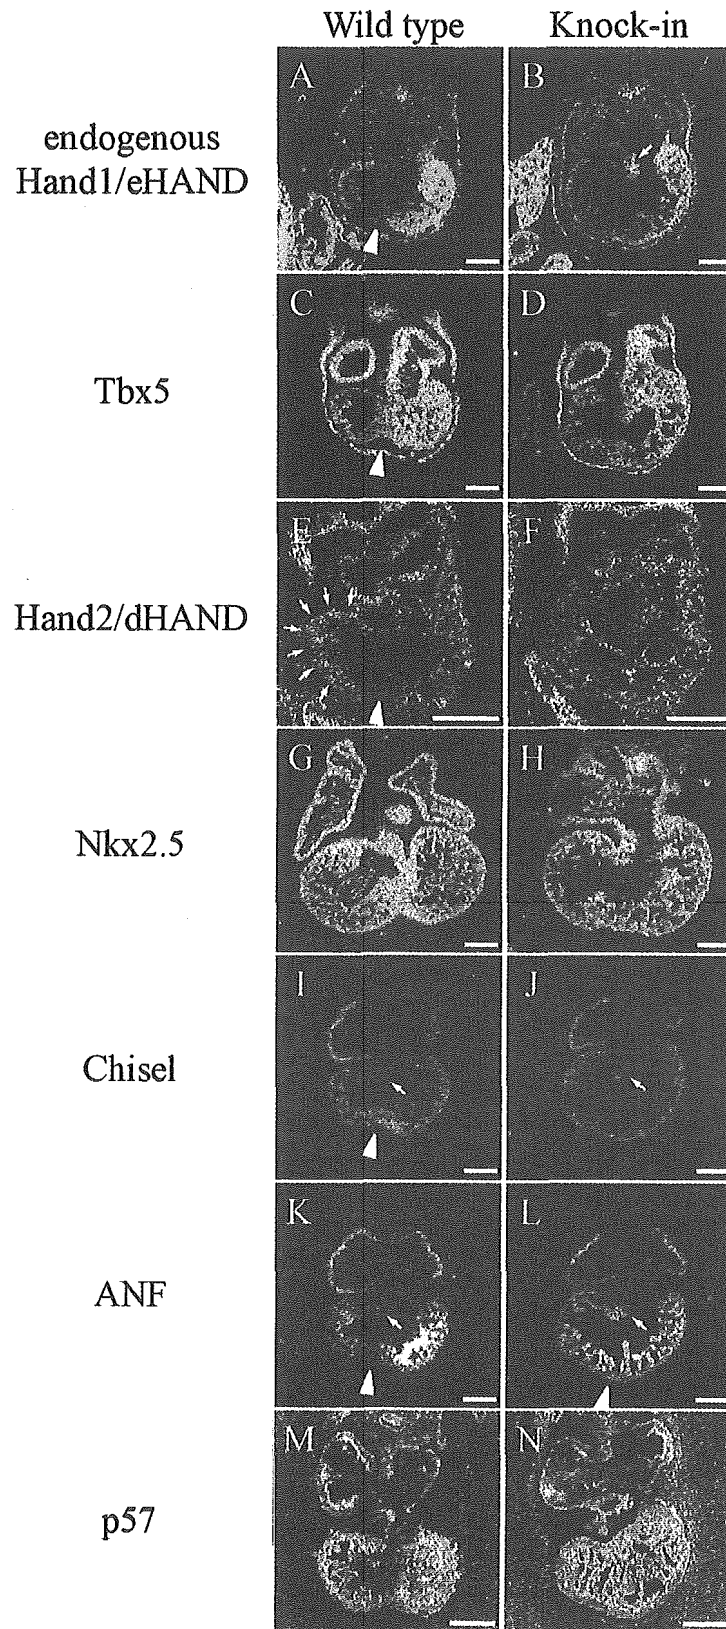 Wild type Knock-in
A B
endogenous
Hand1/eHAND
C D
Tbx5
E F
Hand2/dHAND
G H
Nkx2.5
I J
Chisel
K L
ANF
M N
p57